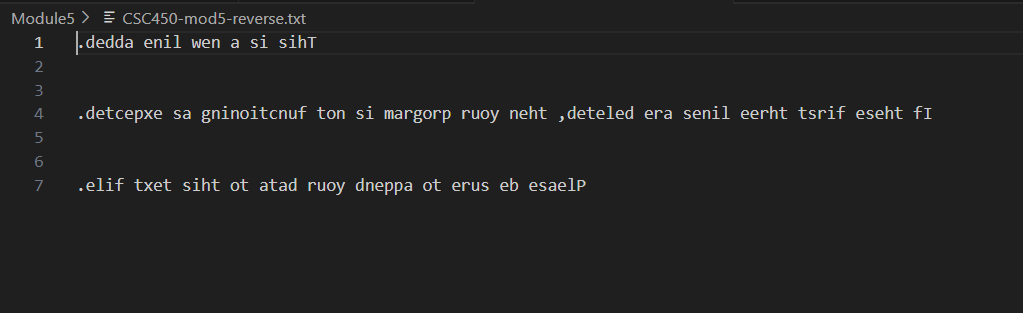 Module5 > CSC450-mod5-reverse.txt
1 .dedda enil wen a si sihT
2
3
4 .detcepxe sa gninoitcnuf ton si margorp ruoy neht ,deteled era senil eerht tsrif eseht fI
5
6
7 .elif txet siht ot atad ruoy dneppa ot erus eb esaelP